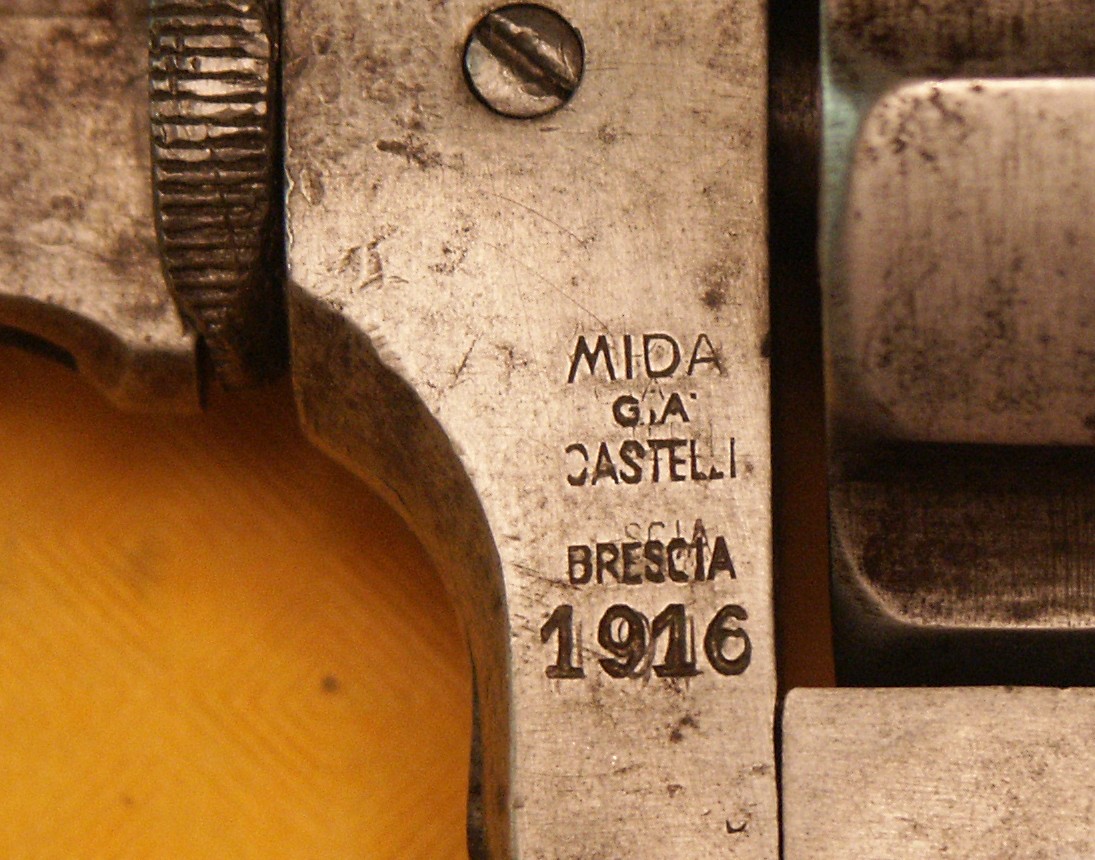 MIDA
G.A.
CASTELLI
BRESCIA
1916